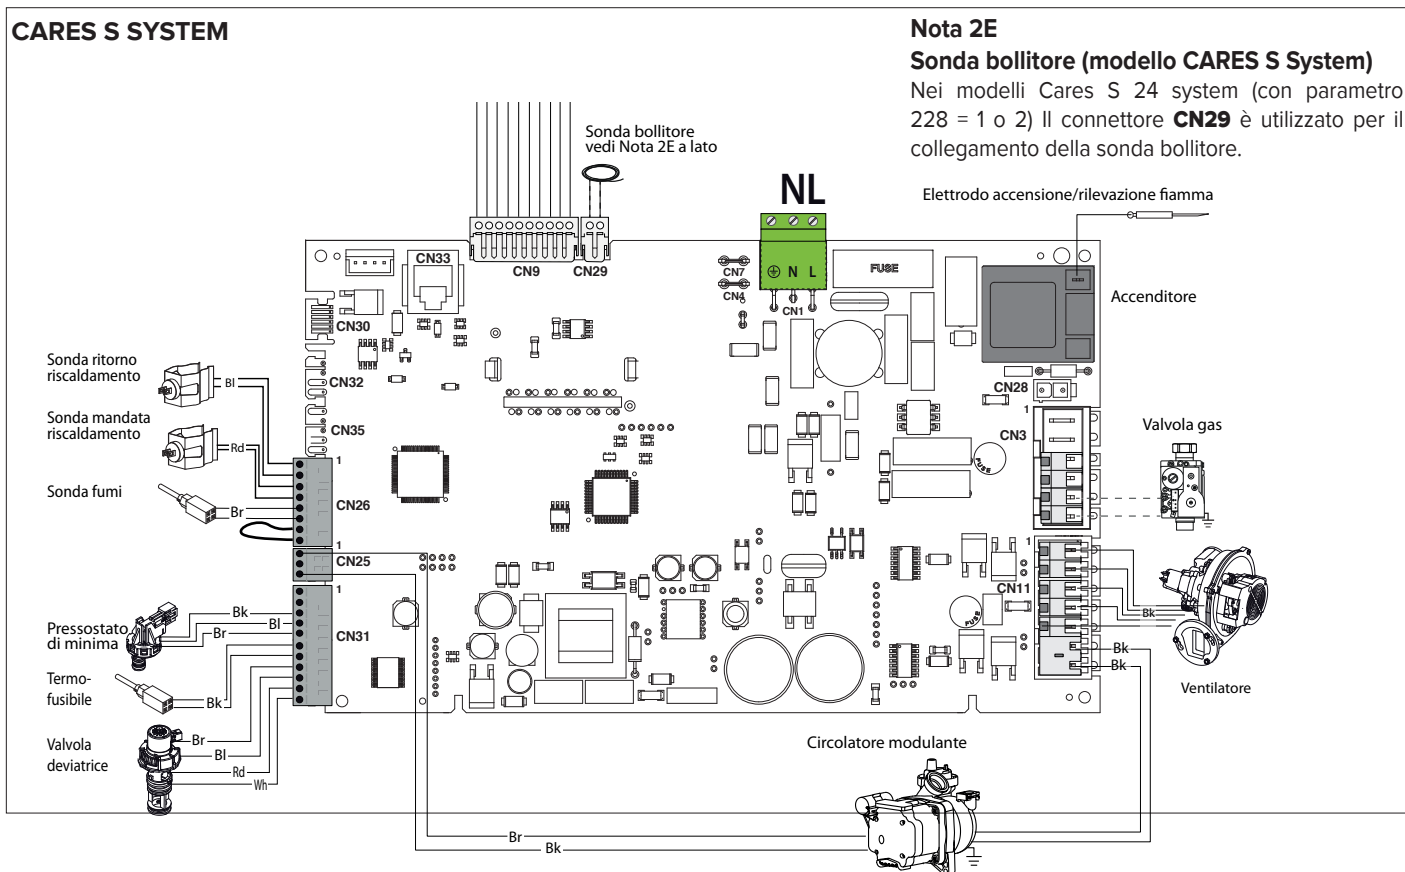 CARES S SYSTEM
Nota 2E
Sonda bollitore (modello CARES S System)
Nei modelli Cares S 24 system (con parametro
228 = 1 o 2) Il connettore CN29 è utilizzato per il
collegamento della sonda bollitore.
Sonda bollitore
vedi Nota 2E a lato
NL
Elettrodo accensione/rilevazione fiamma
CN33
CN9
CN29
CN7
CN4
N L
CN1
FUSE
Accenditore
CN30
Sonda ritorno
riscaldamento
Bl
CN32
CN28
Sonda mandata
riscaldamento
Rd
CN35
1
CN3
Valvola gas
FUSE
1
Sonda fumi
Br
CN26
1
CN25
1
CN11
1
Bk
FUSE
Pressostato
di minima
Bk
Bl
Br
CN31
Bk
Bk
Termo-
fusibile
Bk
Ventilatore
Valvola
deviatrice
Br
Bl
Rd
Wh
Circolatore modulante
Br
Bk